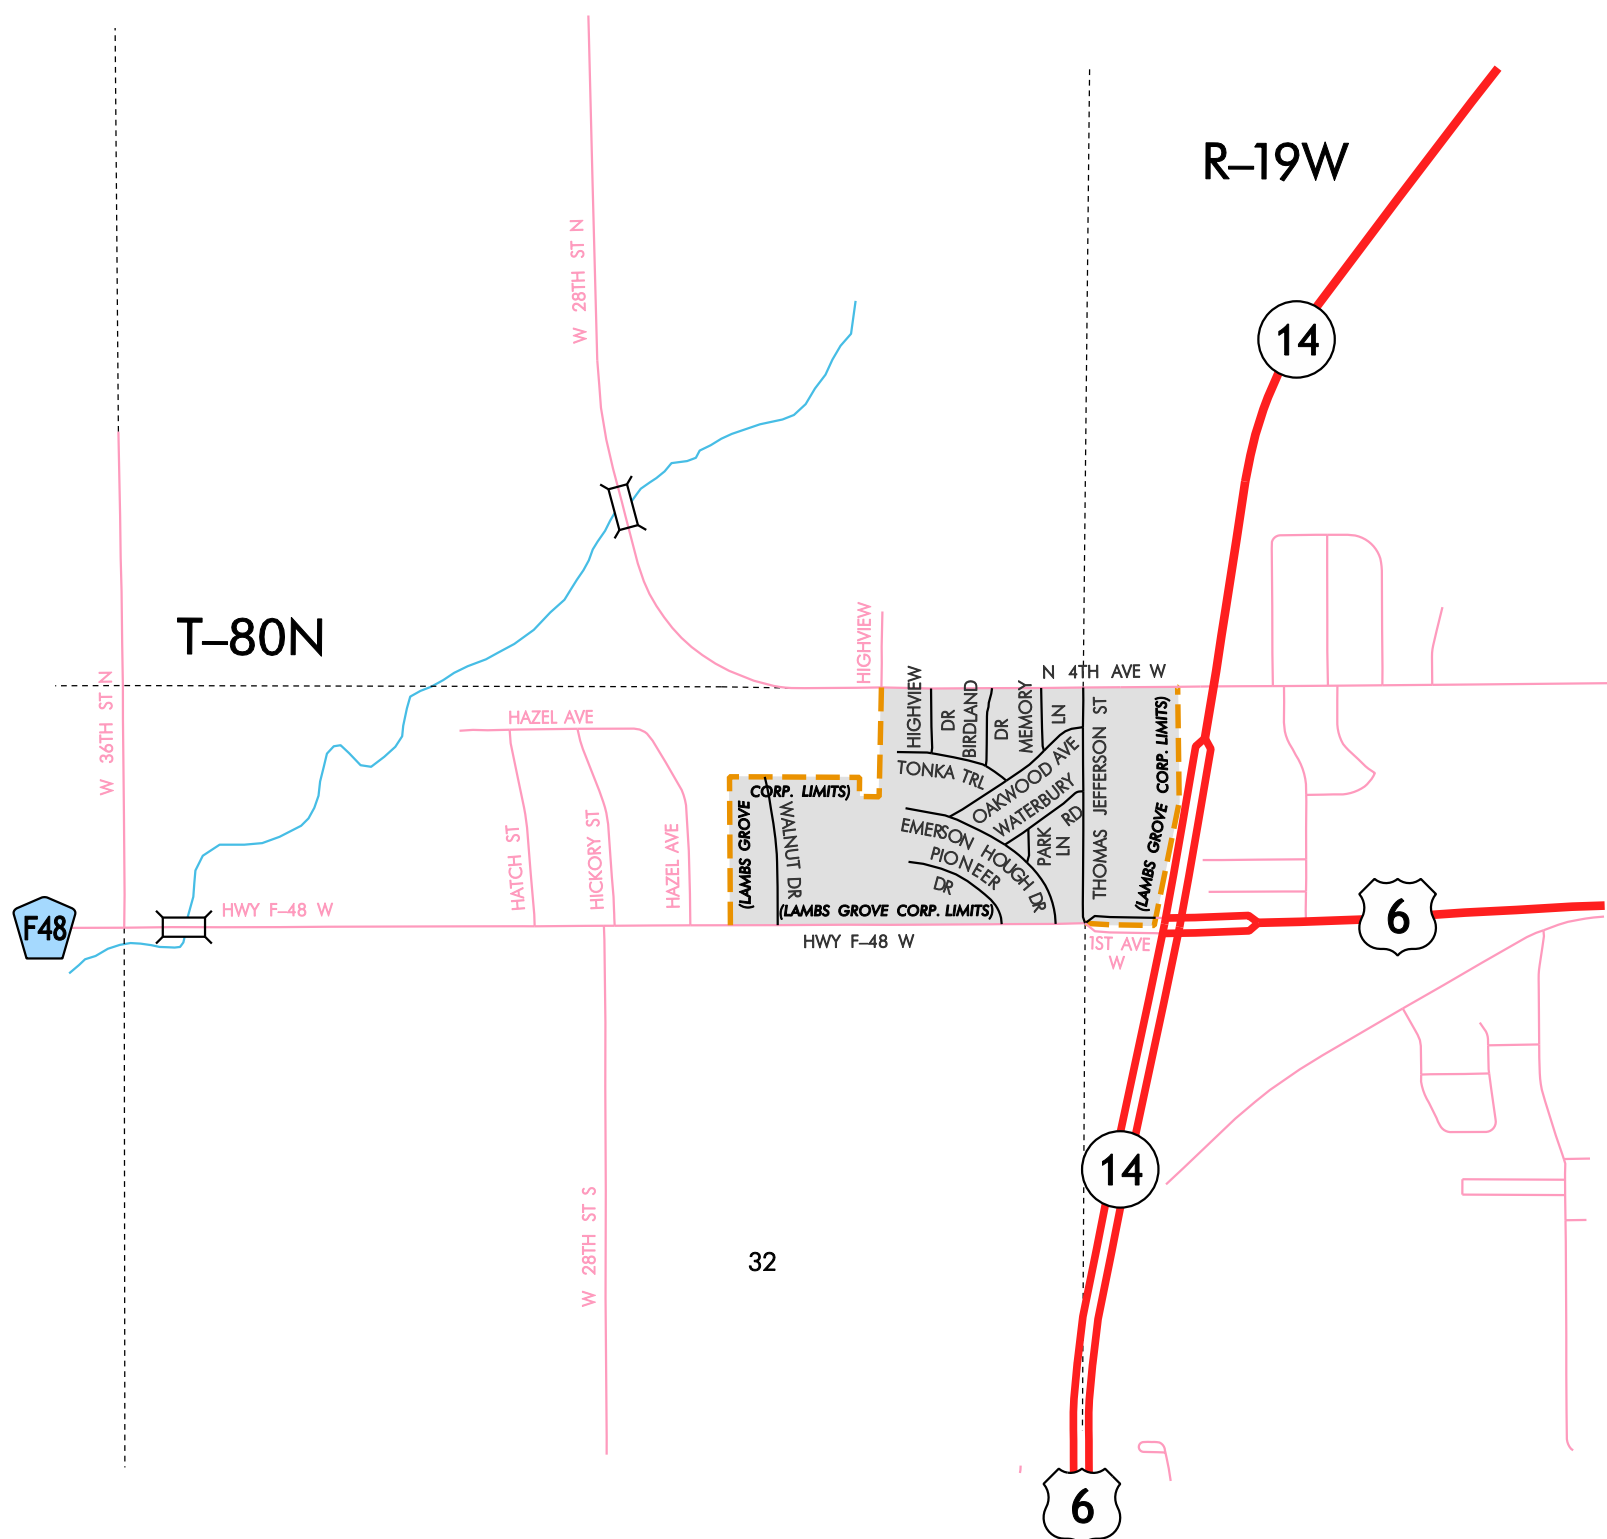 R–19W
W 28TH ST N
14
T–80N
HIGHVIEW
N 4TH AVE W
W 36TH ST N
HAZEL AVE
HIGHVIEW
DR
BIRDLAND
DR
MEMORY
LN
THOMAS JEFFERSON ST
(LAMBS GROVE CORP. LIMITS)
TONKA TRL
OAKWOOD AVE
WATERBURY
RD
CORP. LIMITS)
(LAMBS GROVE
WALNUT DR
EMERSON HOUGH DR
PARK
LN
PIONEER
DR
HATCH ST
HICKORY ST
HAZEL AVE
HWY F–48 W
(LAMBS GROVE CORP. LIMITS)
F48
6
HWY F–48 W
1ST AVE
W
14
W 28TH ST S
32
6